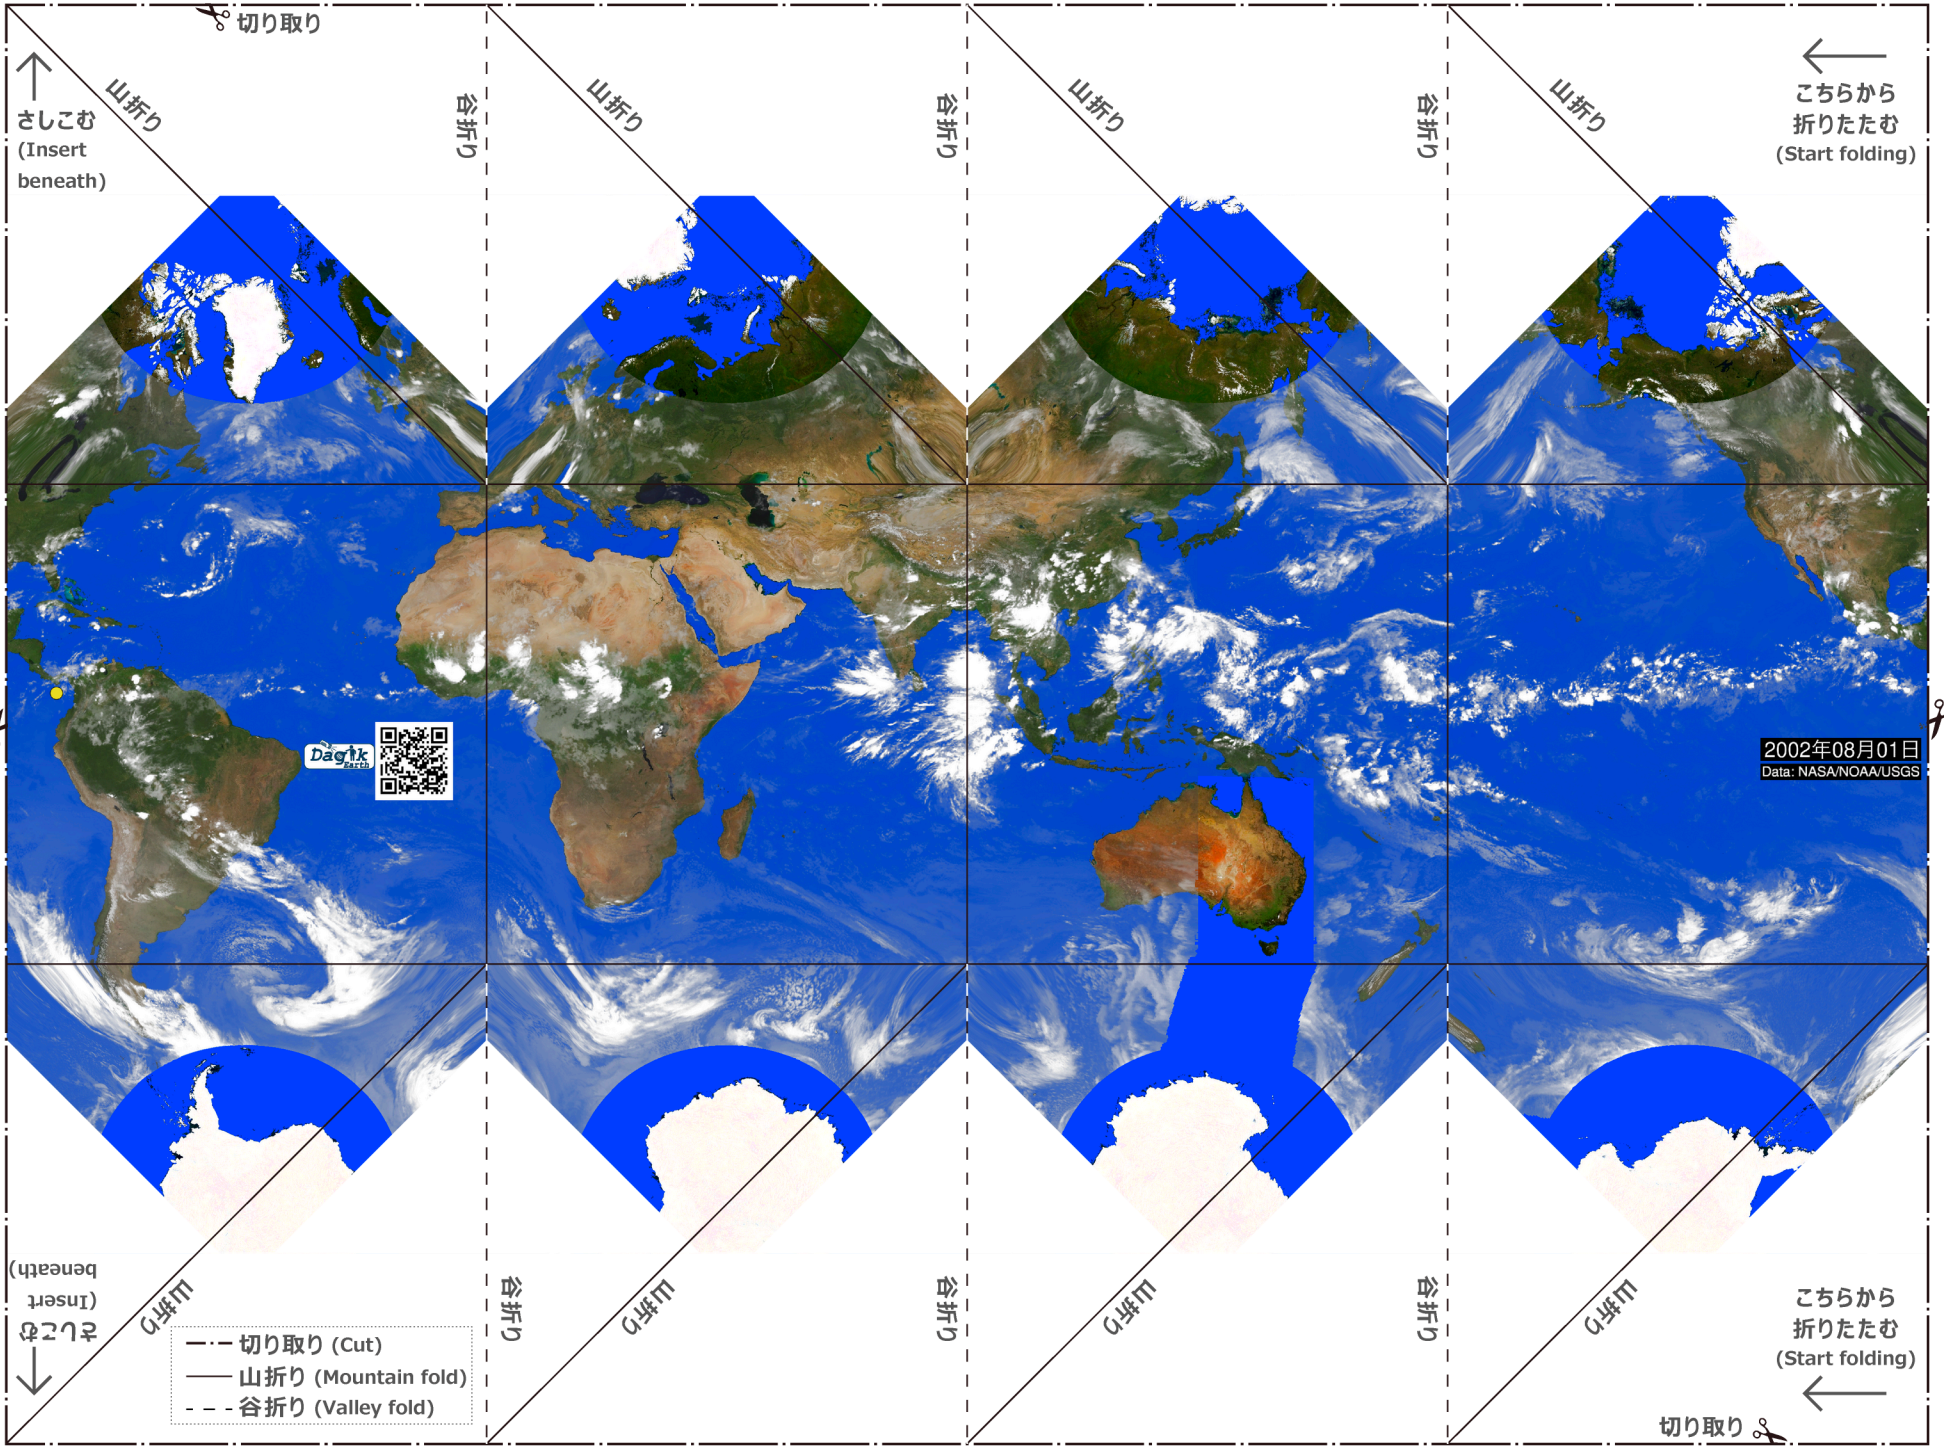 切り取り
山折り
谷折り
山折り
谷折り
山折り
谷折り
山折り
さしこむ
(Insert
beneath)
こちらから
折りたたむ
(Start folding)
Dagik
Earth
2002年08月01日
Data: NASA/NOAA/USGS
さしこむ
(Insert
beneath)
山折り
谷折り
山折り
谷折り
山折り
谷折り
山折り
こちらから
折りたたむ
(Start folding)
切り取り (Cut)
山折り (Mountain fold)
谷折り (Valley fold)
切り取り